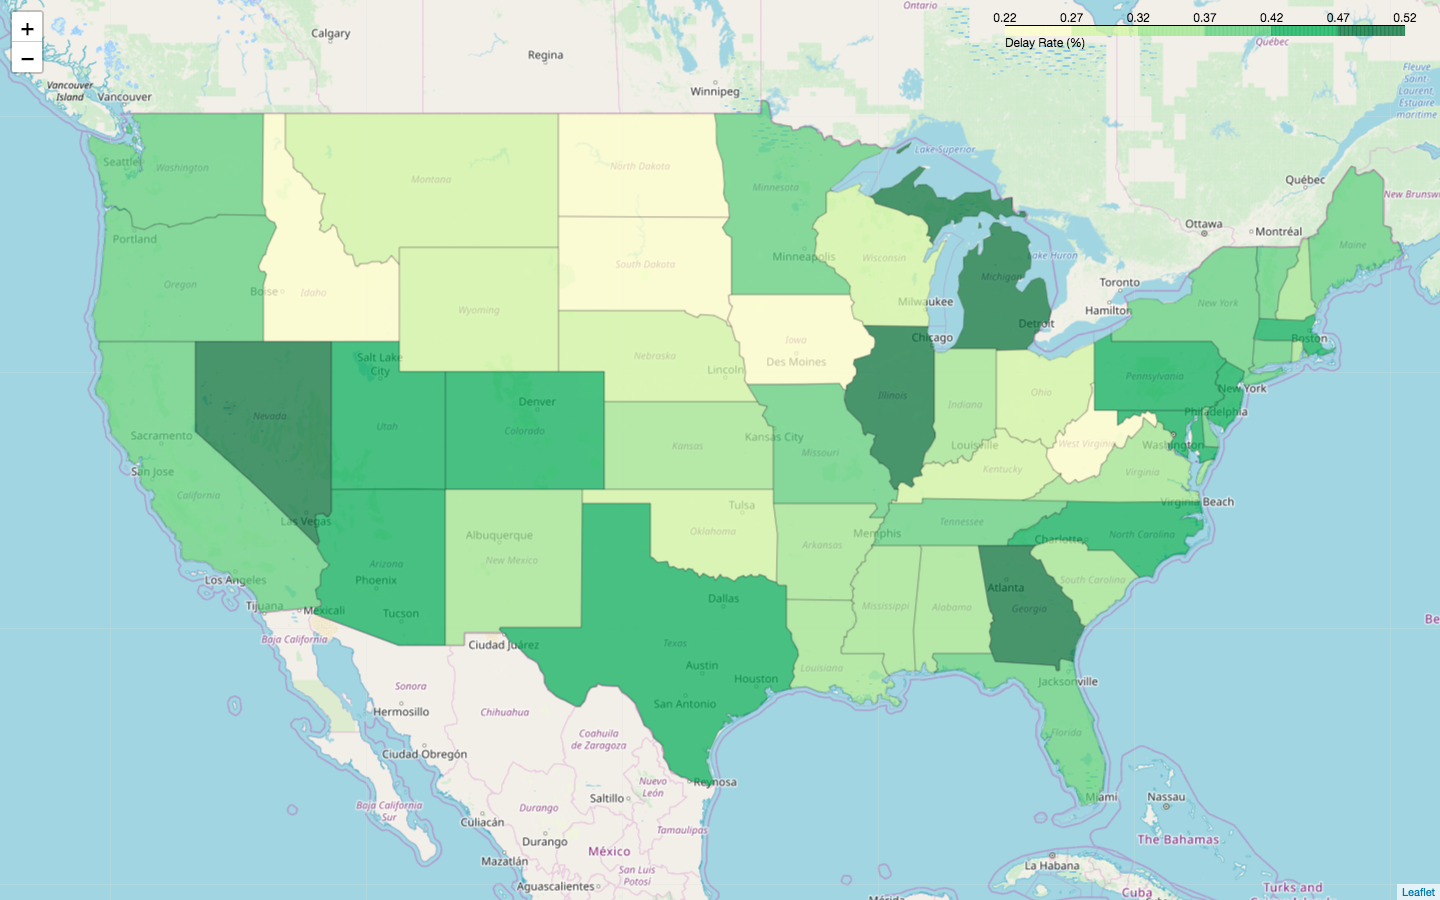 +
−
0.22 0.27 0.32 0.37 0.42 0.47 0.52
Delay Rate (%)
Ontario
Québec
Calgary
Regina
Winnipeg
Vancouver
Island
Vancouver
Fleuve
Saint
Laurent,
Estuaire
maritime
Lake Superior
Seattle
Washington
Montana
North Dakota
Minnesota
Québec
New Brunsw
Ottawa
Montréal
Maine
Portland
Oregon
Boise
Idaho
South Dakota
Minneapolis
Wisconsin
Michigan
Lake Huron
Toronto
Hamilton
New York
Wyoming
Milwaukee
Detroit
Chicago
Boston
Iowa
Des Moines
Salt Lake
City
Nebraska
Lincoln
Pennsylvania
New York
Ohio
Indiana
Illinois
Denver
Colorado
Utah
Nevada
Philadelphia
Sacramento
Kansas City
Kansas
Missouri
Louisville
West Virginia
Washington
Kentucky
Virginia
San Jose
California
Virginia Beach
Las Vegas
Tulsa
Oklahoma
Albuquerque
New Mexico
Memphis
Tennessee
Charlotte
North Carolina
Arkansas
Arizona
Phoenix
Los Angeles
South Carolina
Atlanta
Georgia
Mississippi
Alabama
Tijuana
Mexicali
Tucson
Dallas
Be
Baja California
Ciudad Juárez
Texas
Austin
Houston
San Antonio
Louisiana
Jacksonville
Sonora
Hermosillo
Chihuahua
Coahuila
de Zaragoza
Florida
Ciudad Obregón
Reynosa
Nuevo
León
Saltillo
Miami
Nassau
Baja California
Sur
Durango
Culiacán
Tamaulipas
Durango
México
The Bahamas
Mazatlán
San Luis
Potosí
Aguascalientes
La Habana
Cuba
Turks and
Leaflet